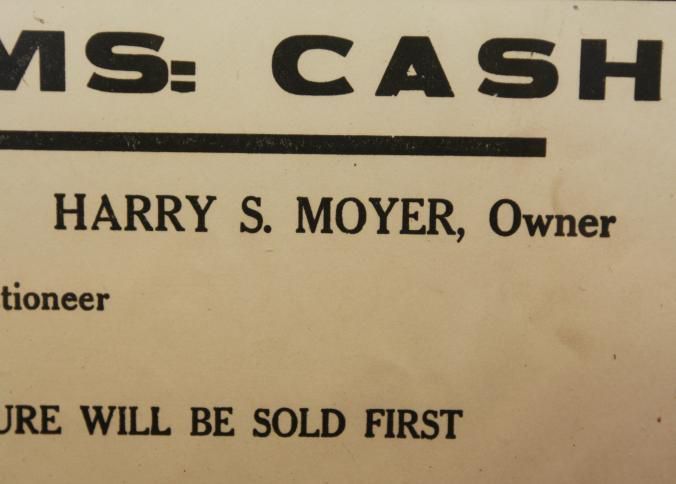 MS: CASH
HARRY S. MOYER, Owner
tioneer
URE WILL BE SOLD FIRST